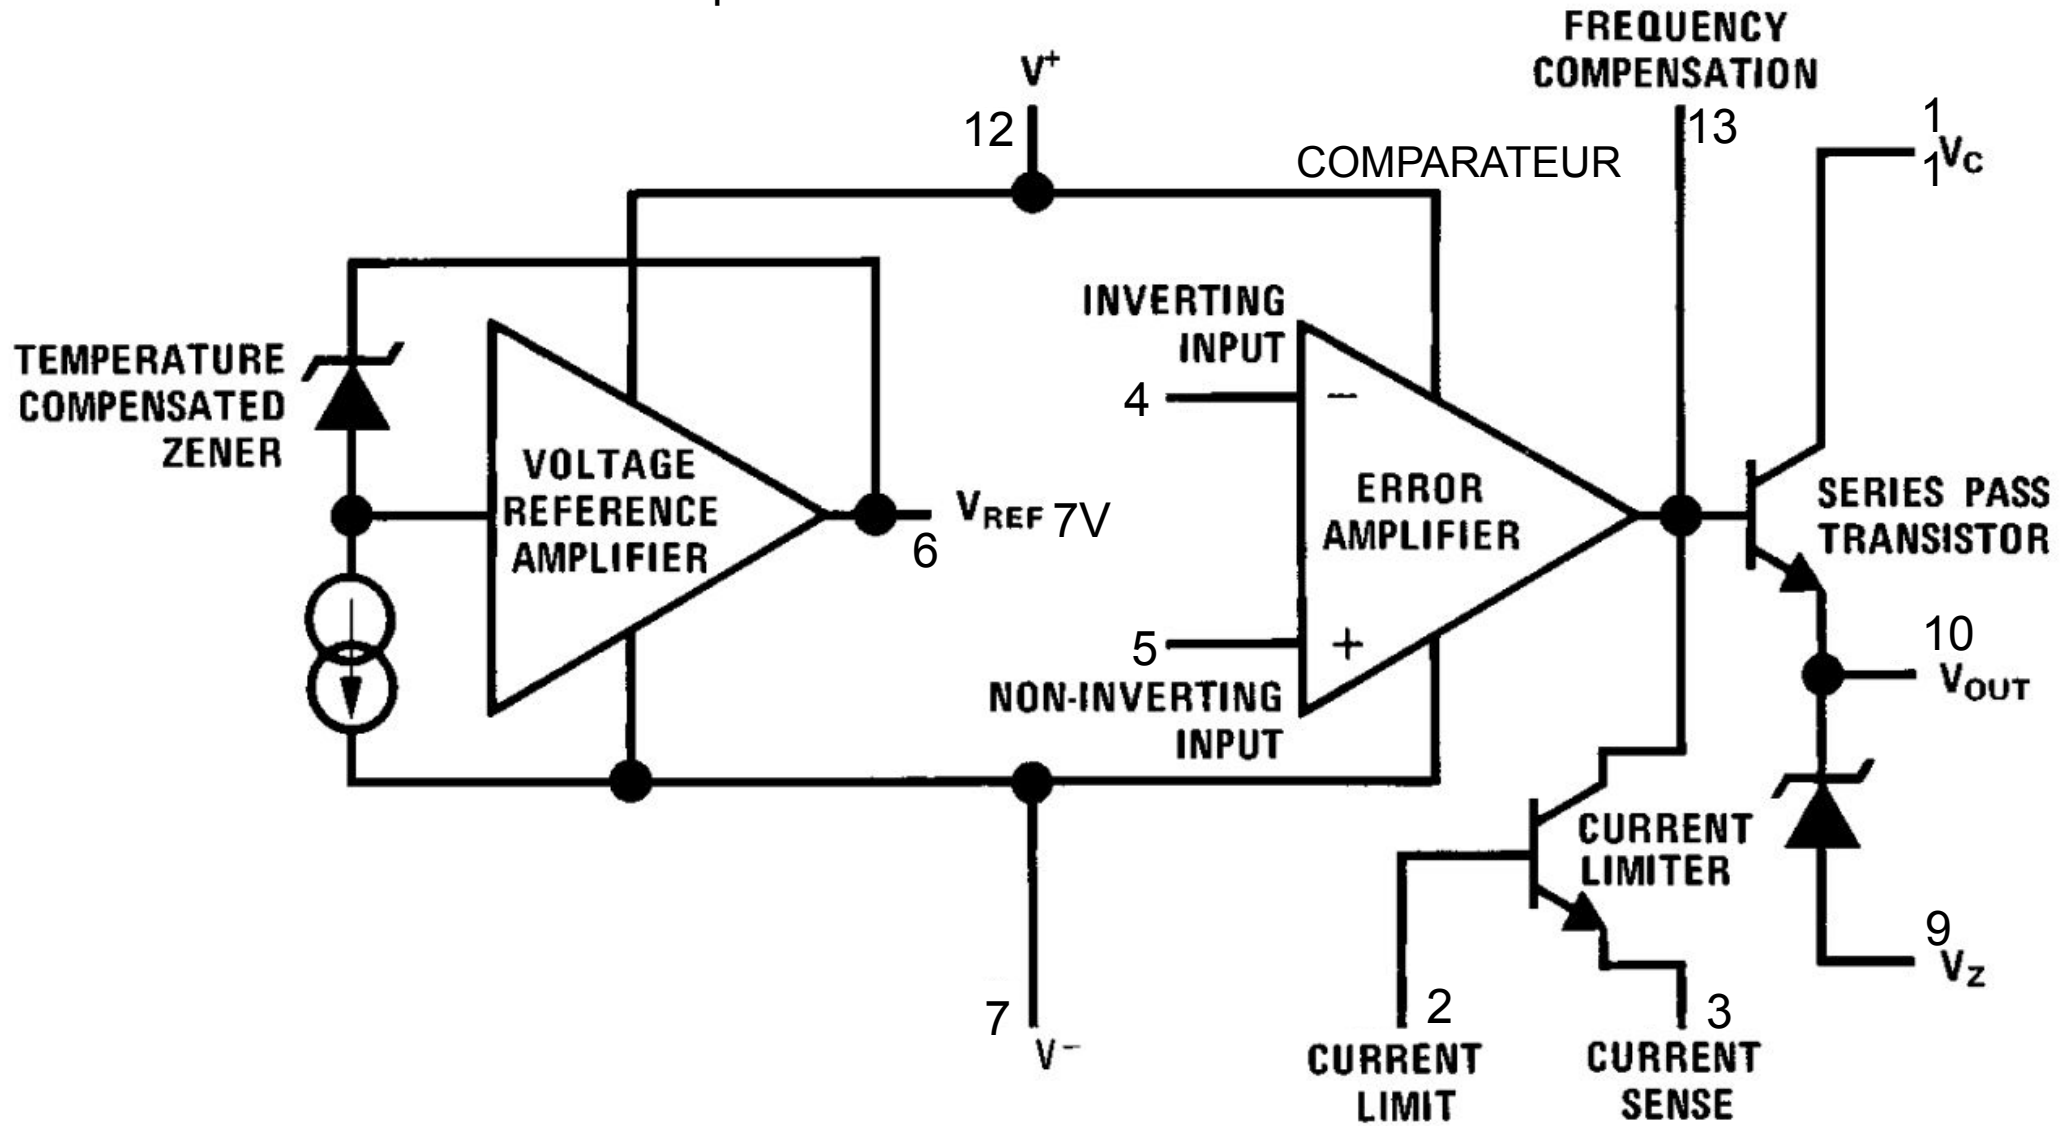 FREQUENCY
COMPENSATION
V+
12
13
COMPARATEUR
1
1
VC
INVERTING
INPUT
4
−
TEMPERATURE
COMPENSATED
ZENER
VOLTAGE
REFERENCE
AMPLIFIER
VREF 7V
6
ERROR
AMPLIFIER
SERIES PASS
TRANSISTOR
5
+
NON-INVERTING
INPUT
10
VOUT
CURRENT
LIMITER
9
VZ
7
V−
2
CURRENT
LIMIT
3
CURRENT
SENSE